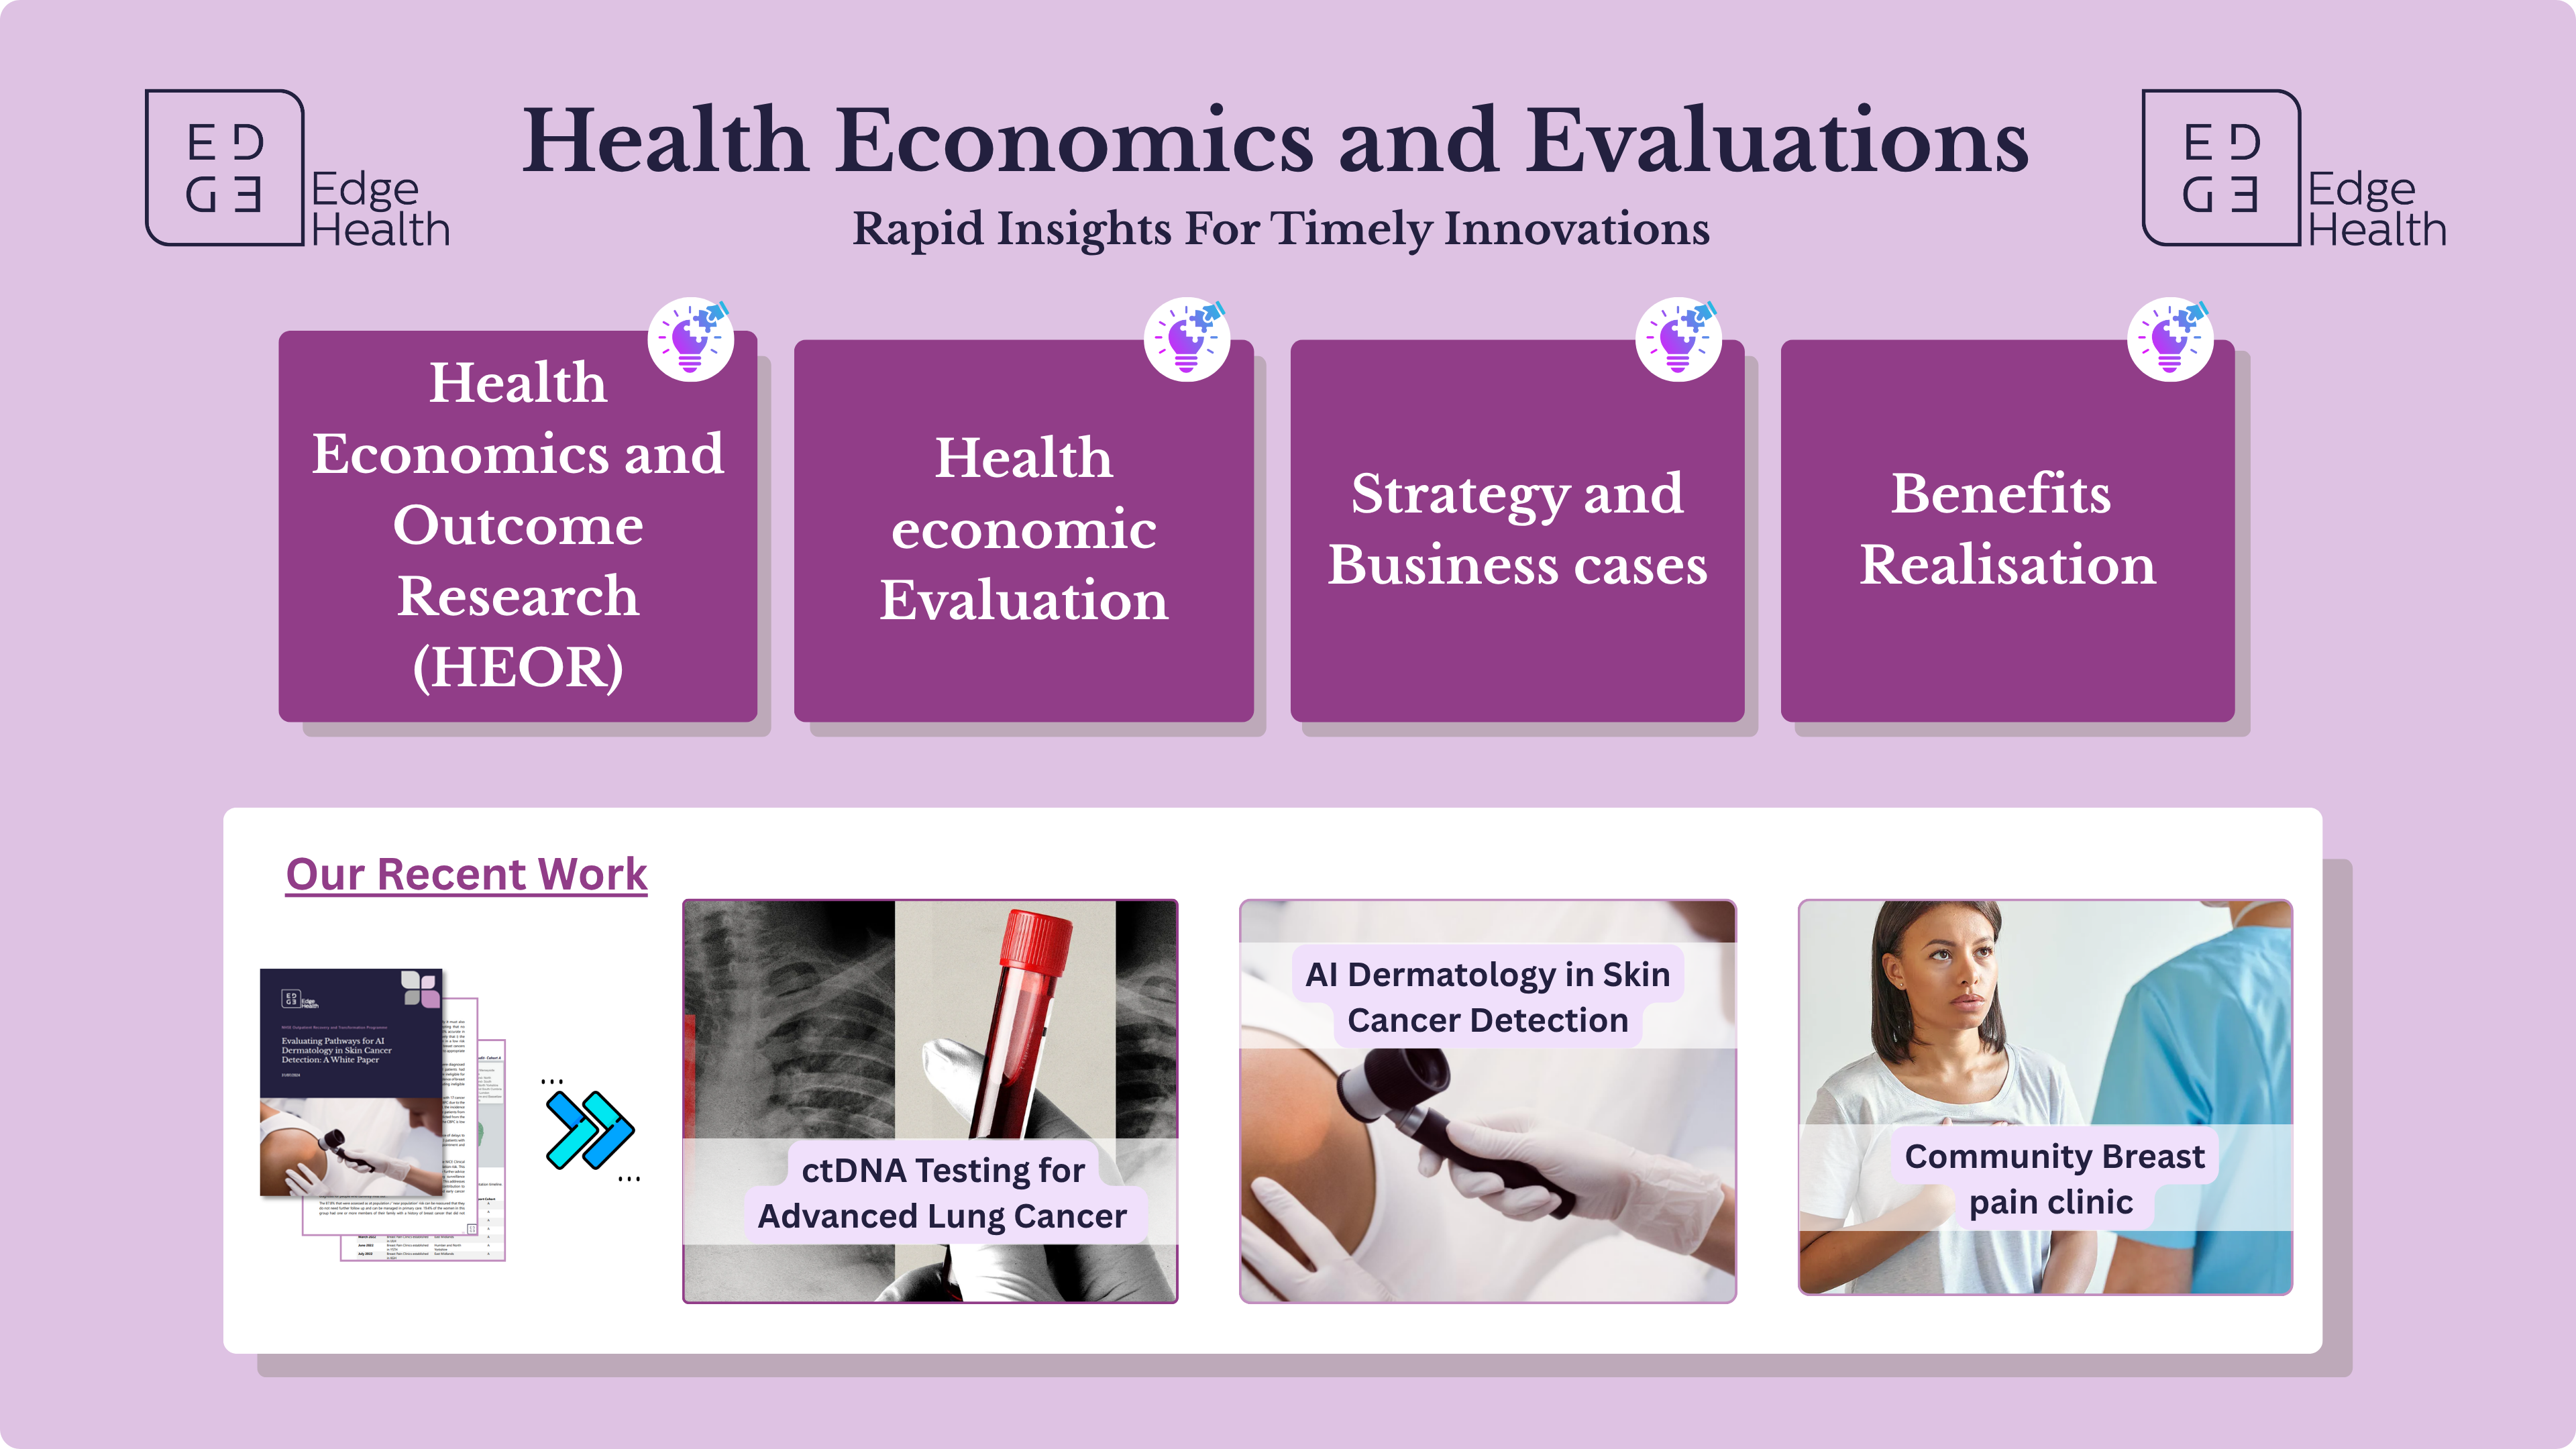 E D
G E
Edge
Health
Health Economics and Evaluations
Rapid Insights For Timely Innovations
E D
G E
Edge
Health
Health
Economics and
Outcome
Research
(HEOR)
Health
economic
Evaluation
Strategy and
Business cases
Benefits
Realisation
Our Recent Work
Edge
Health
Evaluating Pathways for AI
Dermatology in Skin Cancer
Detection: A White Paper
ctDNA Testing for
Advanced Lung Cancer
AI Dermatology in Skin
Cancer Detection
Community Breast
pain clinic